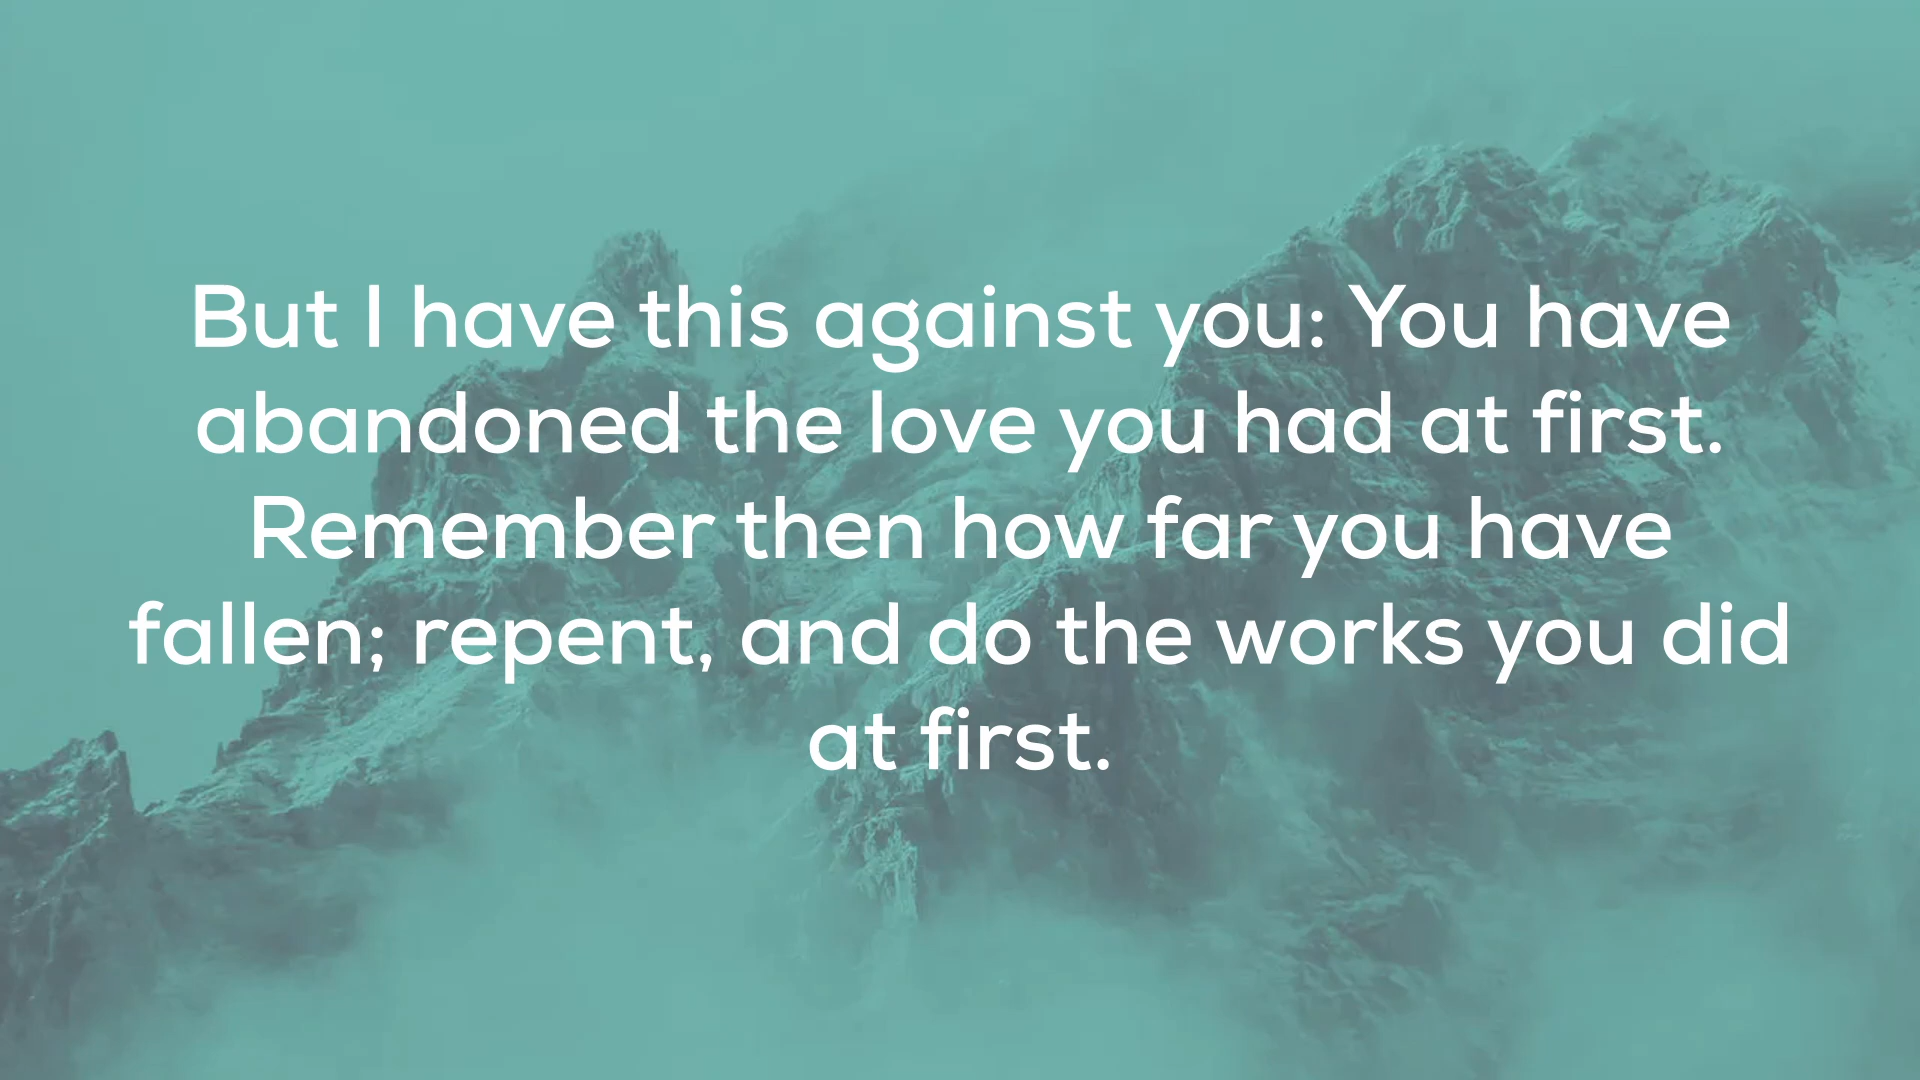 But I have this against you: You have
abandoned the love you had at first.
Remember then how far you have
fallen; repent, and do the works you did
at first.